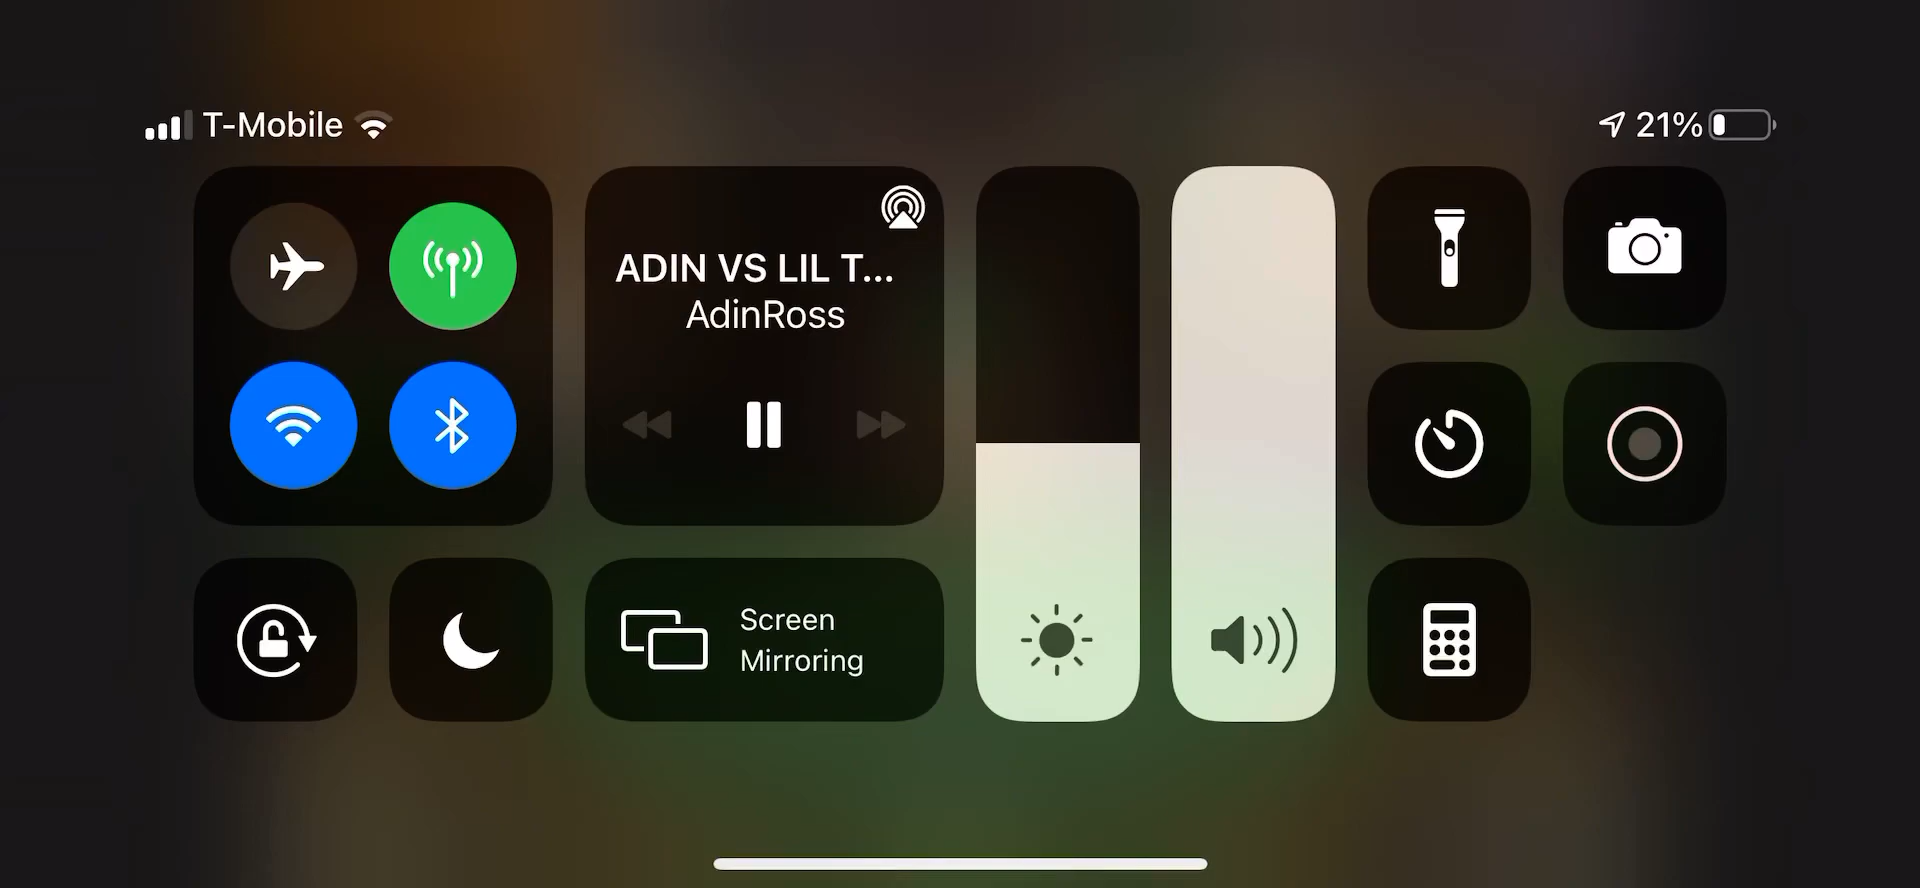 T-Mobile
21%
ADIN VS LIL T...
AdinRoss
Screen
Mirroring